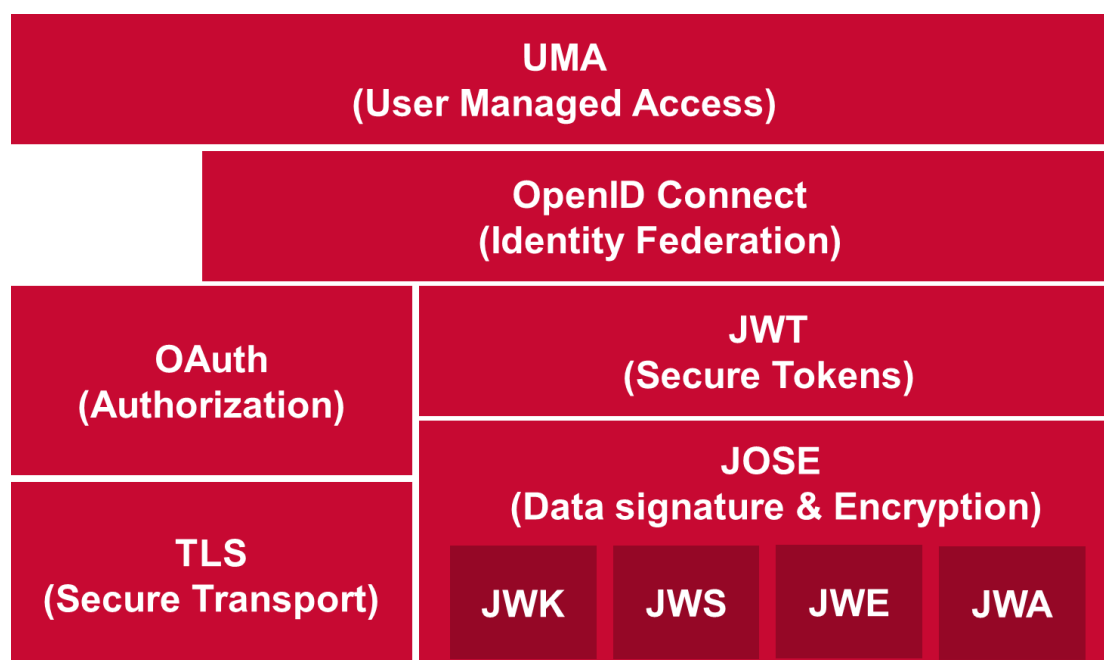 UMA
(User Managed Access)
OpenID Connect
(Identity Federation)
OAuth
(Authorization)
JWT
(Secure Tokens)
TLS
(Secure Transport)
JOSE
(Data signature & Encryption)
JWK
JWS
JWE
JWA